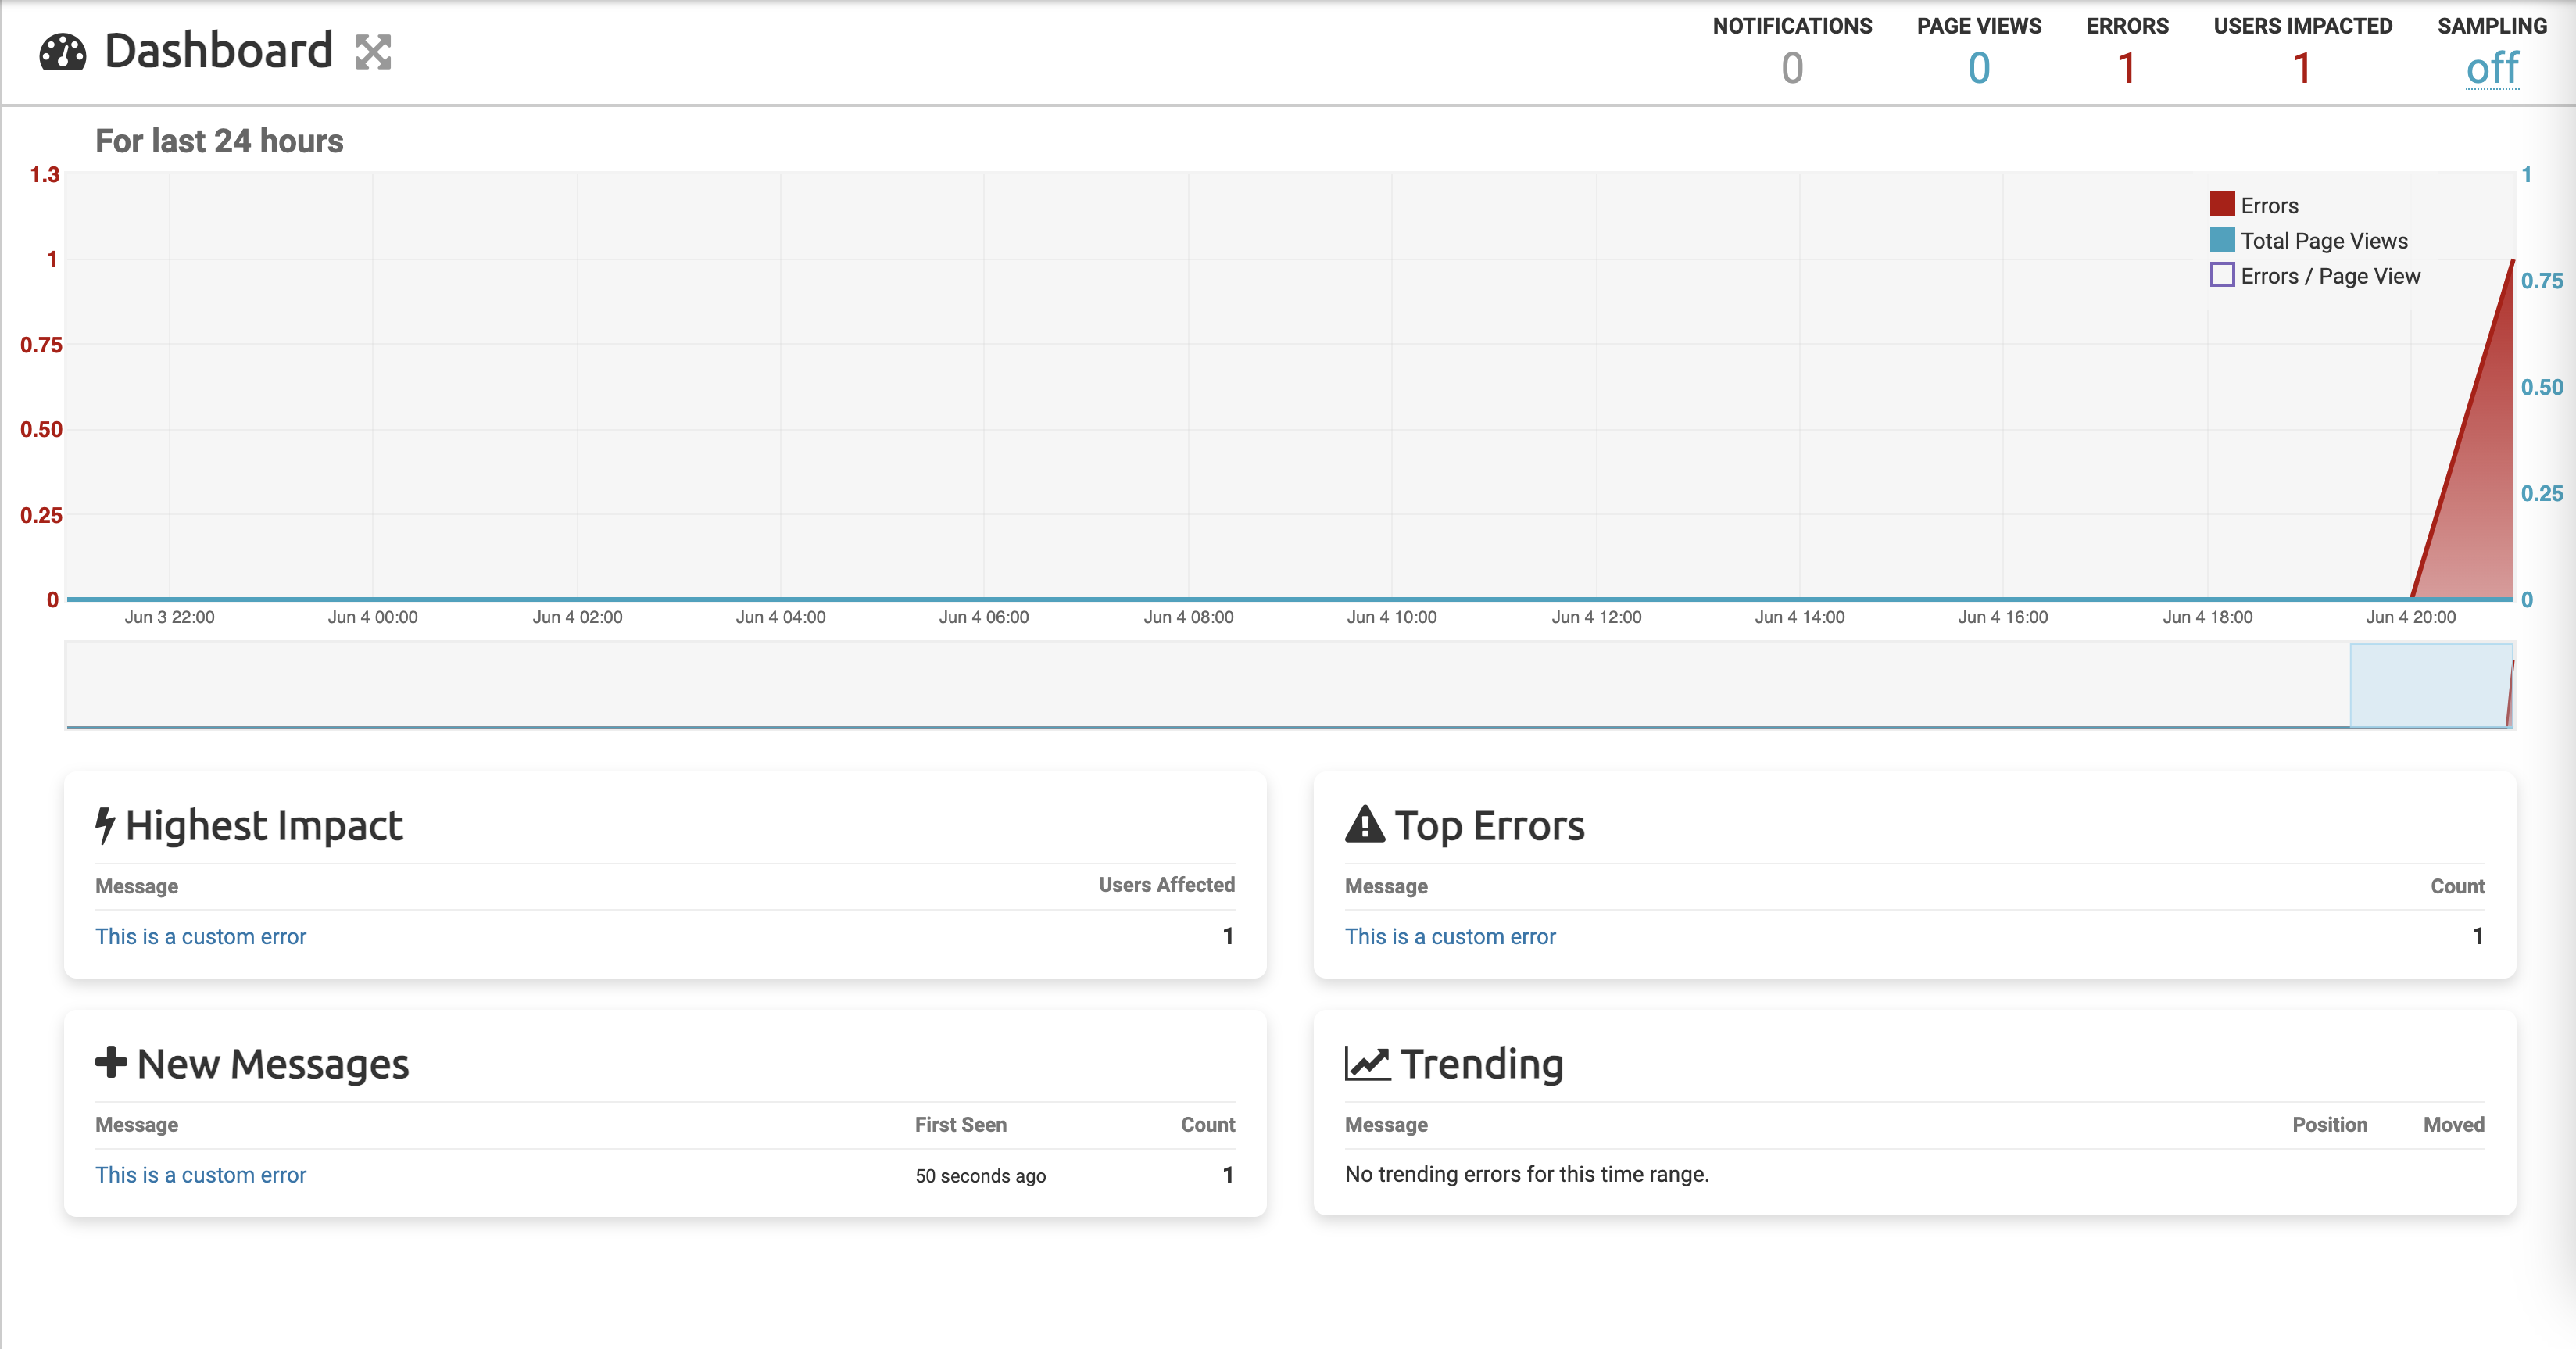 Dashboard
NOTIFICATIONS PAGE VIEWS ERRORS USERS IMPACTED SAMPLING
0 0 1 1 off
For last 24 hours
1.3
1
0.75
0.50
0.25
0
1
0.75
0.50
0.25
0
Errors
Total Page Views
Errors / Page View
Jun 3 22:00 Jun 4 00:00 Jun 4 02:00 Jun 4 04:00 Jun 4 06:00 Jun 4 08:00 Jun 4 10:00 Jun 4 12:00 Jun 4 14:00 Jun 4 16:00 Jun 4 18:00 Jun 4 20:00
Highest Impact
Message Users Affected
This is a custom error 1
Top Errors
Message Count
This is a custom error 1
New Messages
Message First Seen Count
This is a custom error 50 seconds ago 1
Trending
Message Position Moved
No trending errors for this time range.